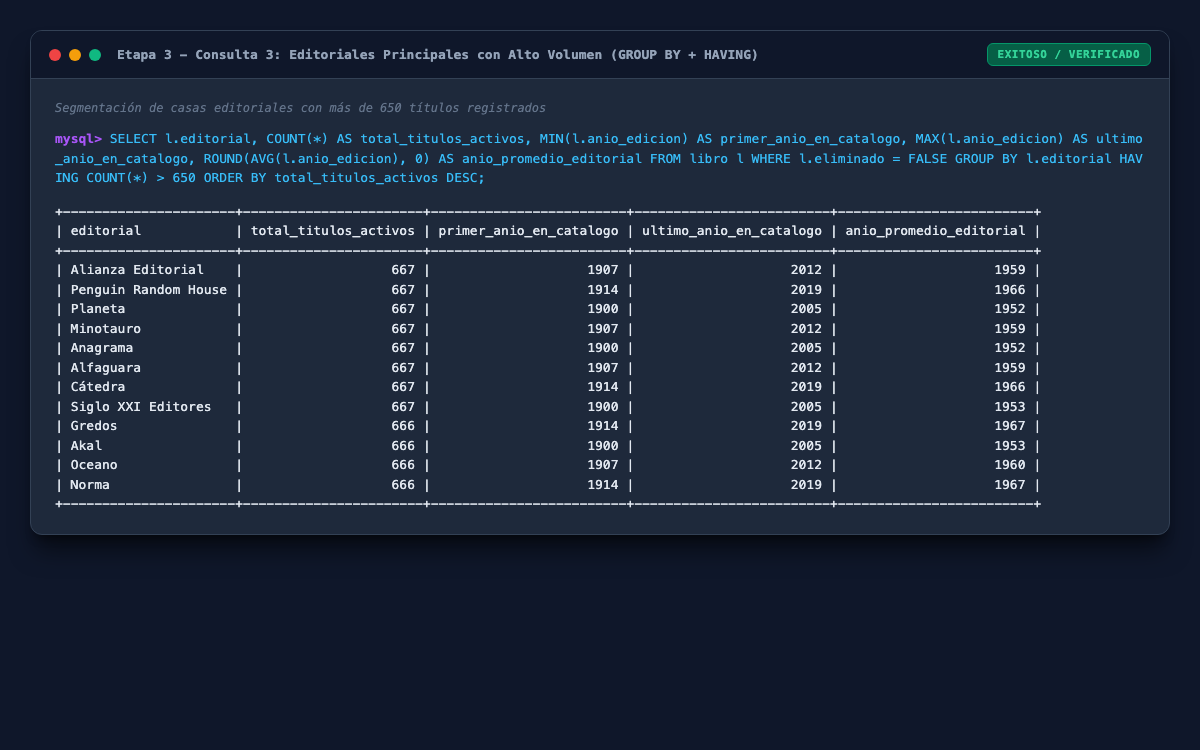 Etapa 3 – Consulta 3: Editoriales Principales con Alto Volumen (GROUP BY + HAVING)
EXITOSO / VERIFICADO
Segmentación de casas editoriales con más de 650 títulos registrados
mysql> SELECT l.editorial, COUNT(*) AS total_titulos_activos, MIN(l.anio_edicion) AS primer_anio_en_catalogo, MAX(l.anio_edicion) AS ultimo
_anio_en_catalogo, ROUND(AVG(l.anio_edicion), 0) AS anio_promedio_editorial FROM libro l WHERE l.eliminado = FALSE GROUP BY l.editorial HAV
ING COUNT(*) > 650 ORDER BY total_titulos_activos DESC;
+----------------------+-----------------------+-------------------------+-------------------------+-------------------------+
| editorial            | total_titulos_activos | primer_anio_en_catalogo | ultimo_anio_en_catalogo | anio_promedio_editorial |
+----------------------+-----------------------+-------------------------+-------------------------+-------------------------+
| Alianza Editorial    |                   667 |                    1907 |                    2012 |                    1959 |
| Penguin Random House |                   667 |                    1914 |                    2019 |                    1966 |
| Planeta              |                   667 |                    1900 |                    2005 |                    1952 |
| Minotauro            |                   667 |                    1907 |                    2012 |                    1959 |
| Anagrama             |                   667 |                    1900 |                    2005 |                    1952 |
| Alfaguara            |                   667 |                    1907 |                    2012 |                    1959 |
| Cátedra              |                   667 |                    1914 |                    2019 |                    1966 |
| Siglo XXI Editores   |                   667 |                    1900 |                    2005 |                    1953 |
| Gredos               |                   666 |                    1914 |                    2019 |                    1967 |
| Akal                 |                   666 |                    1900 |                    2005 |                    1953 |
| Oceano               |                   666 |                    1907 |                    2012 |                    1960 |
| Norma                |                   666 |                    1914 |                    2019 |                    1967 |
+----------------------+-----------------------+-------------------------+-------------------------+-------------------------+